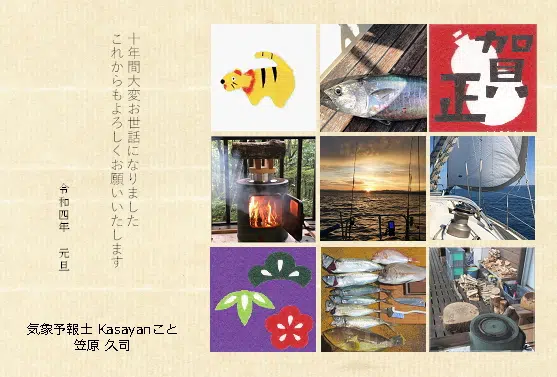 十年間大変お世話になりました
これからもよろしくお願いいたします
令和四年 元旦
気象予報士 Kasayanこと
笠原 久司
賀正